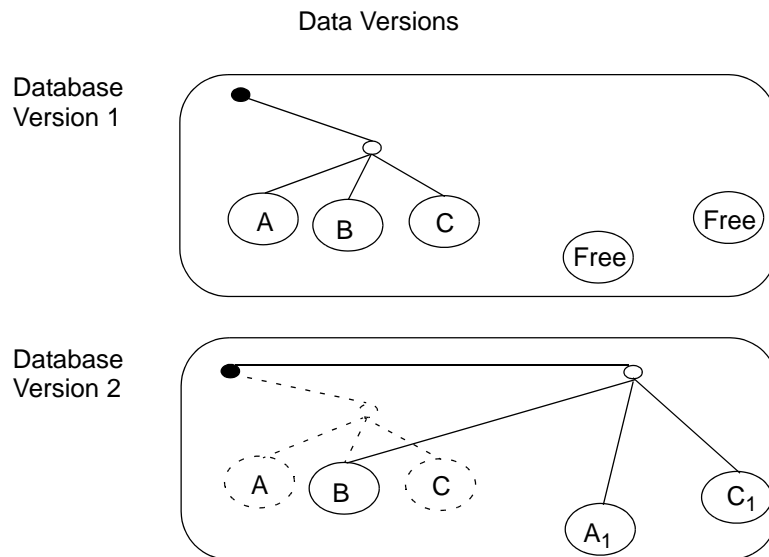 Data Versions
Database
Version 1
A
B
C
Free
Free
Database
Version 2
A
B
C
A₁
C₁